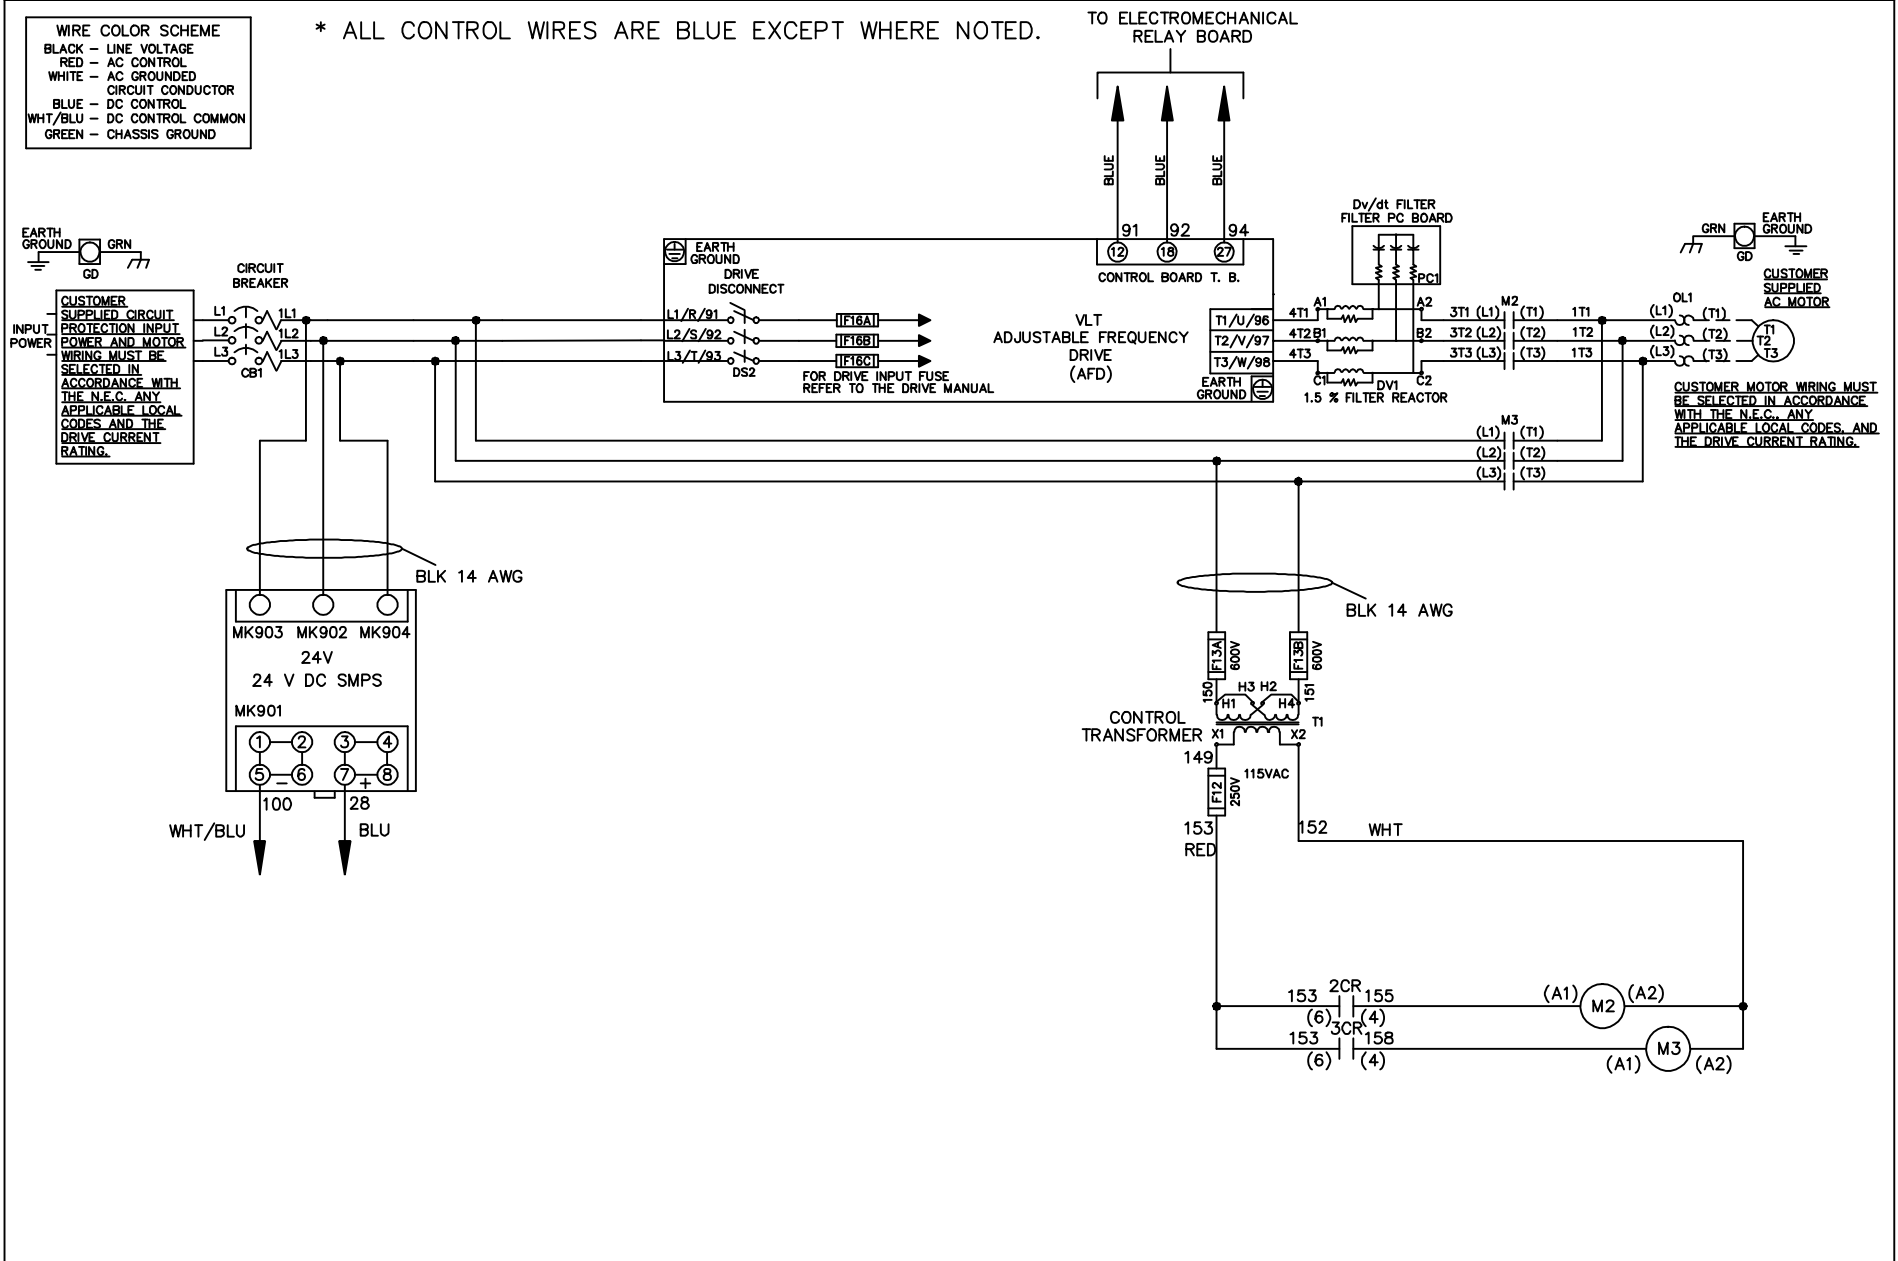 WIRE COLOR SCHEME
BLACK – LINE VOLTAGE
RED – AC CONTROL
WHITE – AC GROUNDED
CIRCUIT CONDUCTOR
BLUE – DC CONTROL
WHT/BLU – DC CONTROL COMMON
GREEN – CHASSIS GROUND
* ALL CONTROL WIRES ARE BLUE EXCEPT WHERE NOTED.
TO ELECTROMECHANICAL
RELAY BOARD
BLUE
BLUE
BLUE
91
92
94
12
18
27
CONTROL BOARD T. B.
EARTH
GROUND
GRN
GD
CIRCUIT
BREAKER
INPUT
POWER
CUSTOMER
SUPPLIED CIRCUIT
PROTECTION INPUT
POWER AND MOTOR
WIRING MUST BE
SELECTED IN
ACCORDANCE WITH
THE N.E.C. ANY
APPLICABLE LOCAL
CODES AND THE
DRIVE CURRENT
RATING.
L1
1L1
L2
1L2
L3
1L3
CB1
EARTH
GROUND
DRIVE
DISCONNECT
L1/R/91
L2/S/92
L3/T/93
DS2
F16A
F16B
F16C
FOR DRIVE INPUT FUSE
REFER TO THE DRIVE MANUAL
VLT
ADJUSTABLE FREQUENCY
DRIVE
(AFD)
T1/U/96
T2/V/97
T3/W/98
EARTH
GROUND
4T1
4T2
4T3
A1
A2
B1
B2
C1
C2
DV1
1.5 % FILTER REACTOR
Dv/dt FILTER
FILTER PC BOARD
PC1
3T1 (L1)
M2
(T1)
1T1
3T2 (L2)
(T2)
1T2
3T3 (L3)
(T3)
1T3
OL1
(L1)
(T1)
(L2)
(T2)
(L3)
(T3)
T1
T2
T3
GRN
EARTH
GROUND
GD
CUSTOMER
SUPPLIED
AC MOTOR
CUSTOMER MOTOR WIRING MUST
BE SELECTED IN ACCORDANCE
WITH THE N.E.C., ANY
APPLICABLE LOCAL CODES, AND
THE DRIVE CURRENT RATING.
M3
(L1)
(T1)
(L2)
(T2)
(L3)
(T3)
BLK 14 AWG
MK903 MK902 MK904
24V
24 V DC SMPS
MK901
1 2 3 4
5 – 6 7 + 8
100
28
WHT/BLU
BLU
BLK 14 AWG
F13A
600V
F13B
600V
150
151
H3 H2
H1
H4
T1
CONTROL
TRANSFORMER
X1
X2
149
115VAC
F12
250V
153
RED
152
WHT
153
2CR
155
(6)
(4)
(A1)
M2
(A2)
153
3CR
158
(6)
(4)
(A1)
M3
(A2)